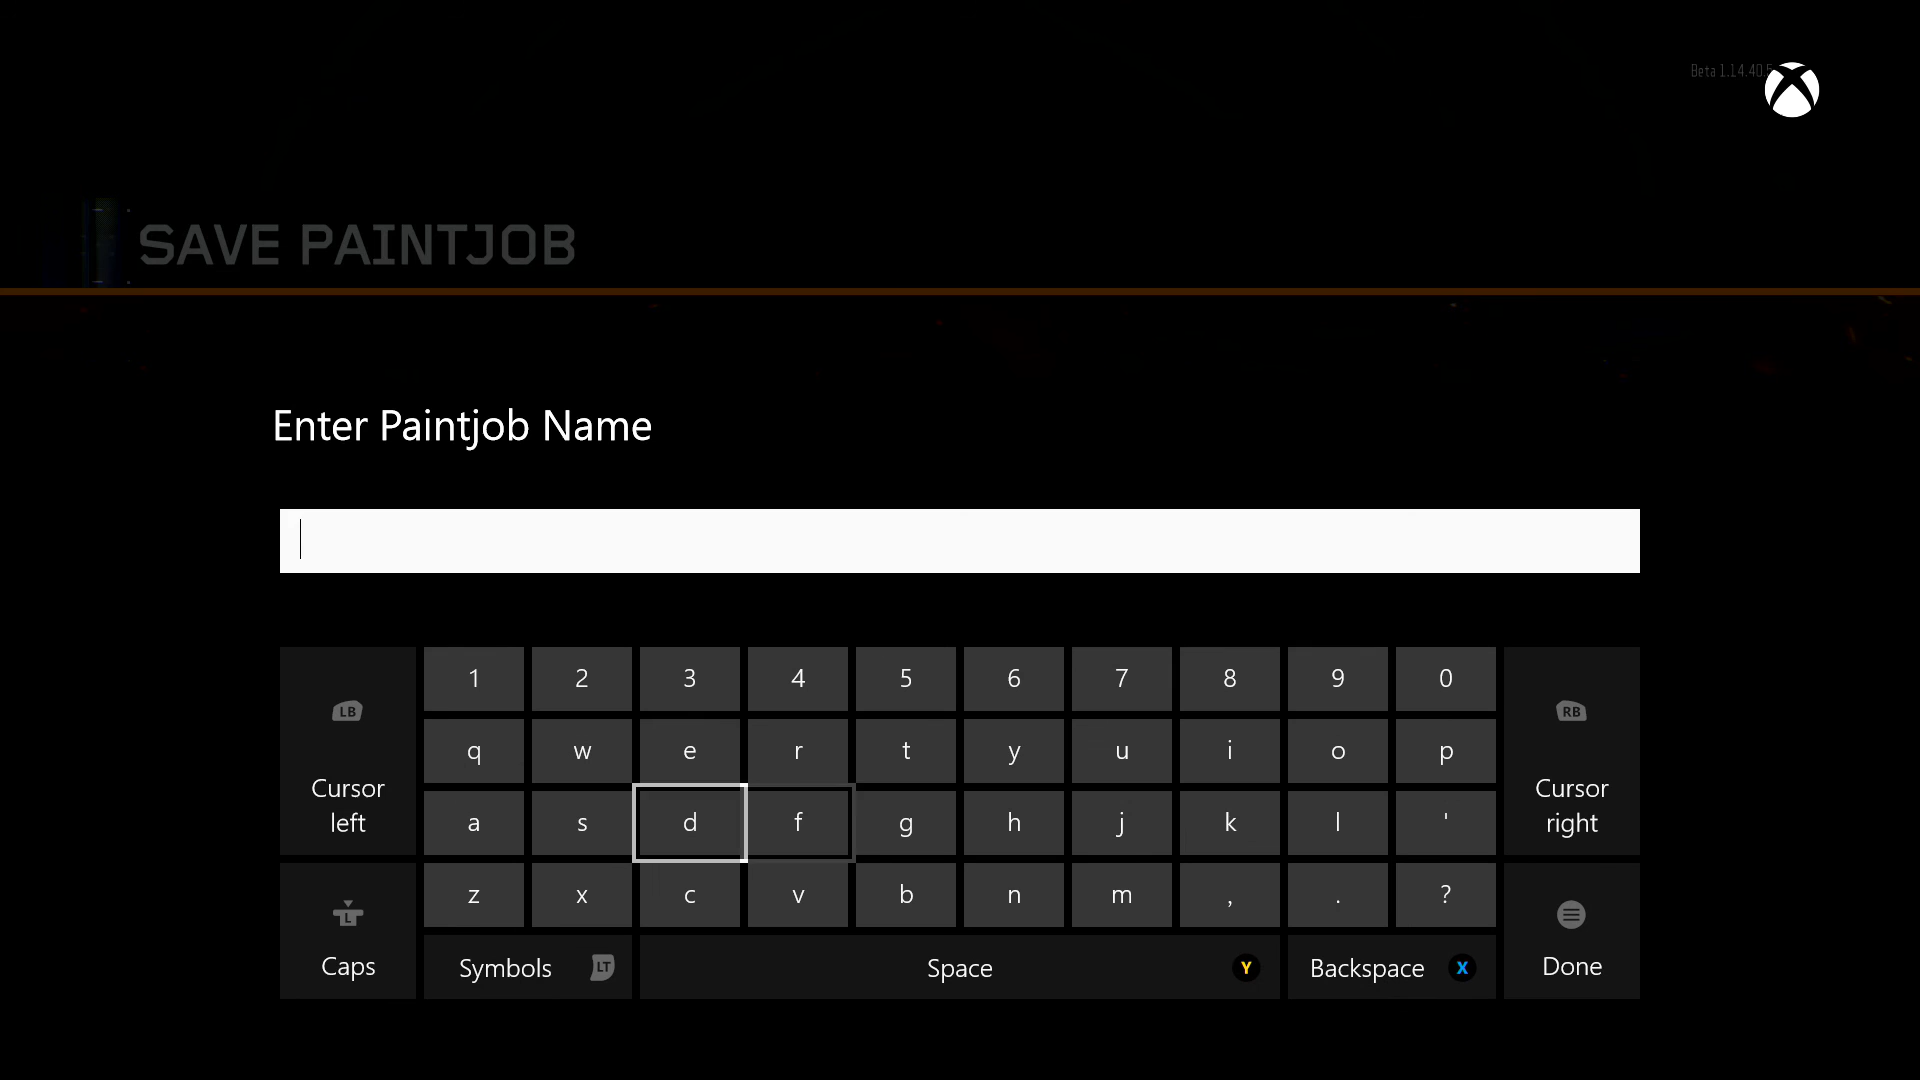 Beta 1.14.40.5
SAVE PAINTJOB
Enter Paintjob Name
1 2 3 4 5 6 7 8 9 0
LB RB
q w e r t y u i o p
Cursor left
Cursor right
a s d f g h j k l '
z x c v b n m , . ?
L
Caps
Symbols LT
Space Y
Backspace X
Done